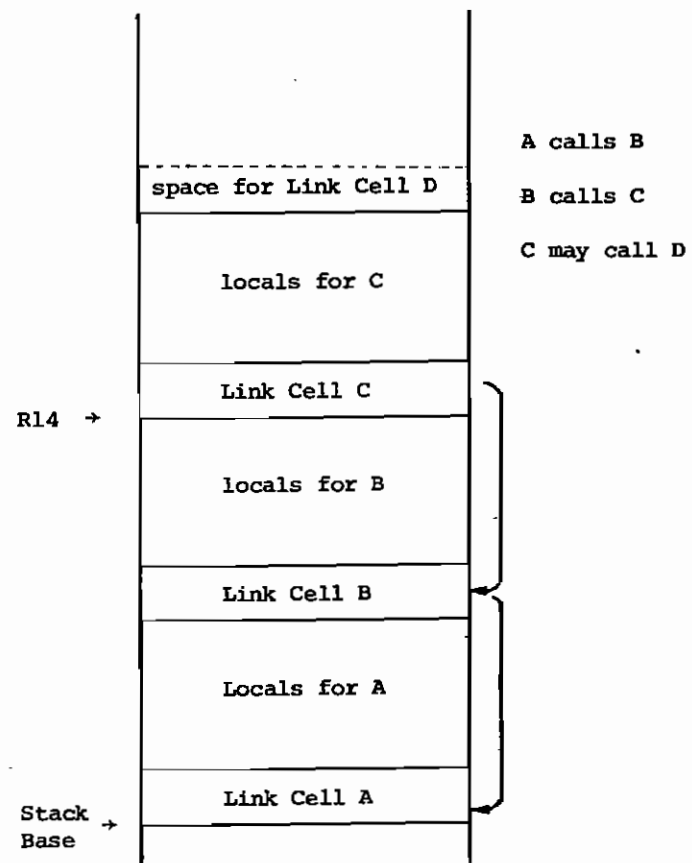 A calls B
space for Link Cell D
B calls C
locals for C
C may call D
Link Cell C
R14 →
locals for B
Link Cell B
Locals for A
Link Cell A
Stack
Base →